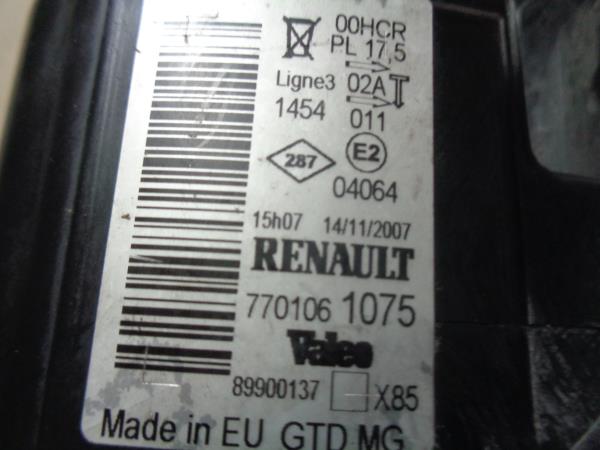 00HCR
PL 17,5
Ligne3 02A
1454 011
287 E2
04064
15h07 14/11/2007
RENAULT
770106 1075
Valeo
89900137 X85
Made in EU GTD MG